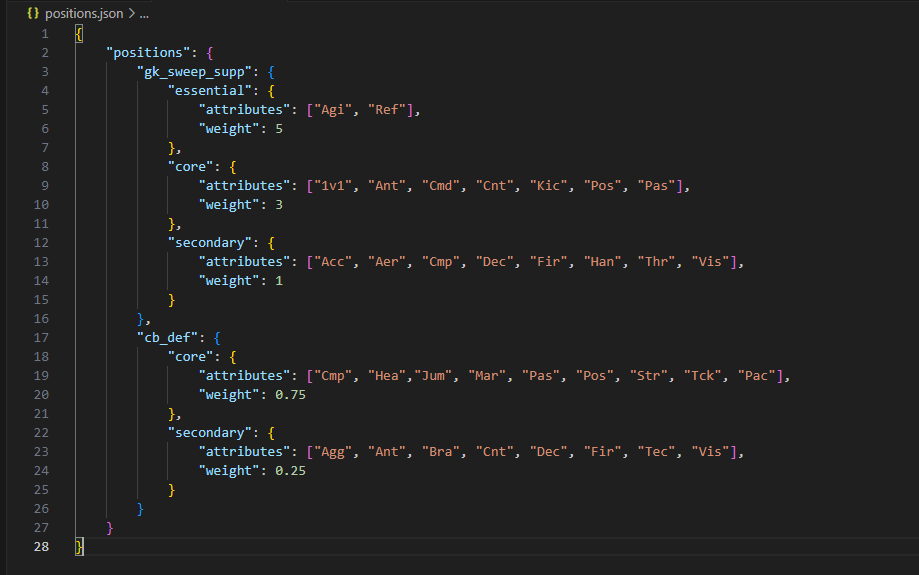 {} positions.json > ...
1 {
2     "positions": {
3         "gk_sweep_supp": {
4             "essential": {
5                 "attributes": ["Agi", "Ref"],
6                 "weight": 5
7             },
8             "core": {
9                 "attributes": ["1v1", "Ant", "Cmd", "Cnt", "Kic", "Pos", "Pas"],
10                 "weight": 3
11             },
12             "secondary": {
13                 "attributes": ["Acc", "Aer", "Cmp", "Dec", "Fir", "Han", "Thr", "Vis"],
14                 "weight": 1
15             }
16         },
17         "cb_def": {
18             "core": {
19                 "attributes": ["Cmp", "Hea","Jum", "Mar", "Pas", "Pos", "Str", "Tck", "Pac"],
20                 "weight": 0.75
21             },
22             "secondary": {
23                 "attributes": ["Agg", "Ant", "Bra", "Cnt", "Dec", "Fir", "Tec", "Vis"],
24                 "weight": 0.25
25             }
26         }
27     }
28 }